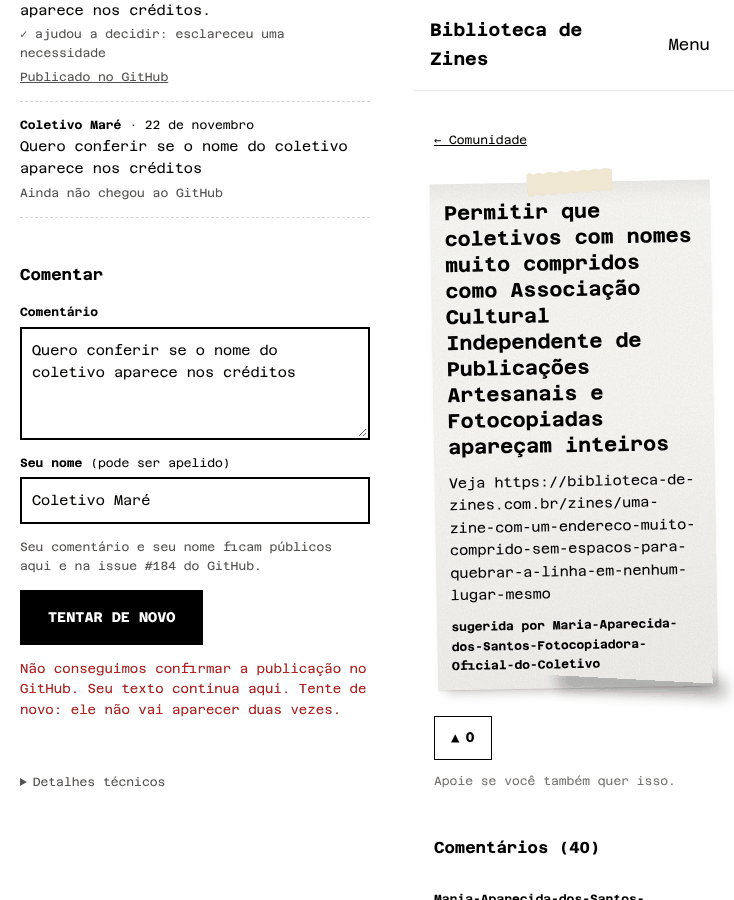 aparece nos créditos.
✓ ajudou a decidir: esclareceu uma
necessidade
Publicado no GitHub
Coletivo Maré · 22 de novembro
Quero conferir se o nome do coletivo
aparece nos créditos
Ainda não chegou ao GitHub
Comentar
Comentário
Quero conferir se o nome do
coletivo aparece nos créditos
Seu nome (pode ser apelido)
Coletivo Maré
Seu comentário e seu nome ficam públicos
aqui e na issue #184 do GitHub.
TENTAR DE NOVO
Não conseguimos confirmar a publicação no
GitHub. Seu texto continua aqui. Tente de
novo: ele não vai aparecer duas vezes.
▶ Detalhes técnicos
Biblioteca de
Zines
Menu
← Comunidade
Permitir que
coletivos com nomes
muito compridos
como Associação
Cultural
Independente de
Publicações
Artesanais e
Fotocopiadas
apareçam inteiros
Veja https://biblioteca-de-
zines.com.br/zines/uma-
zine-com-um-endereco-muito-
comprido-sem-espacos-para-
quebrar-a-linha-em-nenhum-
lugar-mesmo
sugerida por Maria-Aparecida-
dos-Santos-Fotocopiadora-
Oficial-do-Coletivo
▲ 0
Apoie se você também quer isso.
Comentários (40)
Maria-Aparecida-dos-Santos-